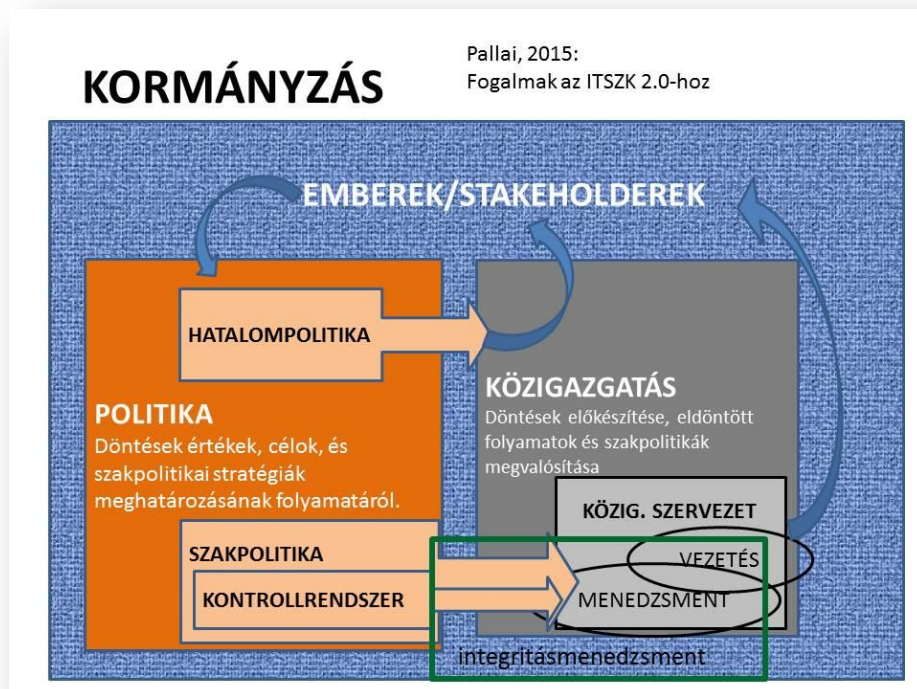 KORMÁNYZÁS
Pallai, 2015:
Fogalmak az ITSZK 2.0-hoz
EMBEREK/STAKEHOLDEREK
HATALOMPOLITIKA
POLITIKA
Döntések értékek, célok, és
szakpolitikai stratégiák
meghatározásának folyamatáról.
SZAKPOLITIKA
KONTROLLRENDSZER
KÖZIGAZGATÁS
Döntések előkészítése, eldöntött
folyamatok és szakpolitikák
megvalósítása
KÖZIG. SZERVEZET
VEZETÉS
MENEDZSMENT
integritásmenedzsment